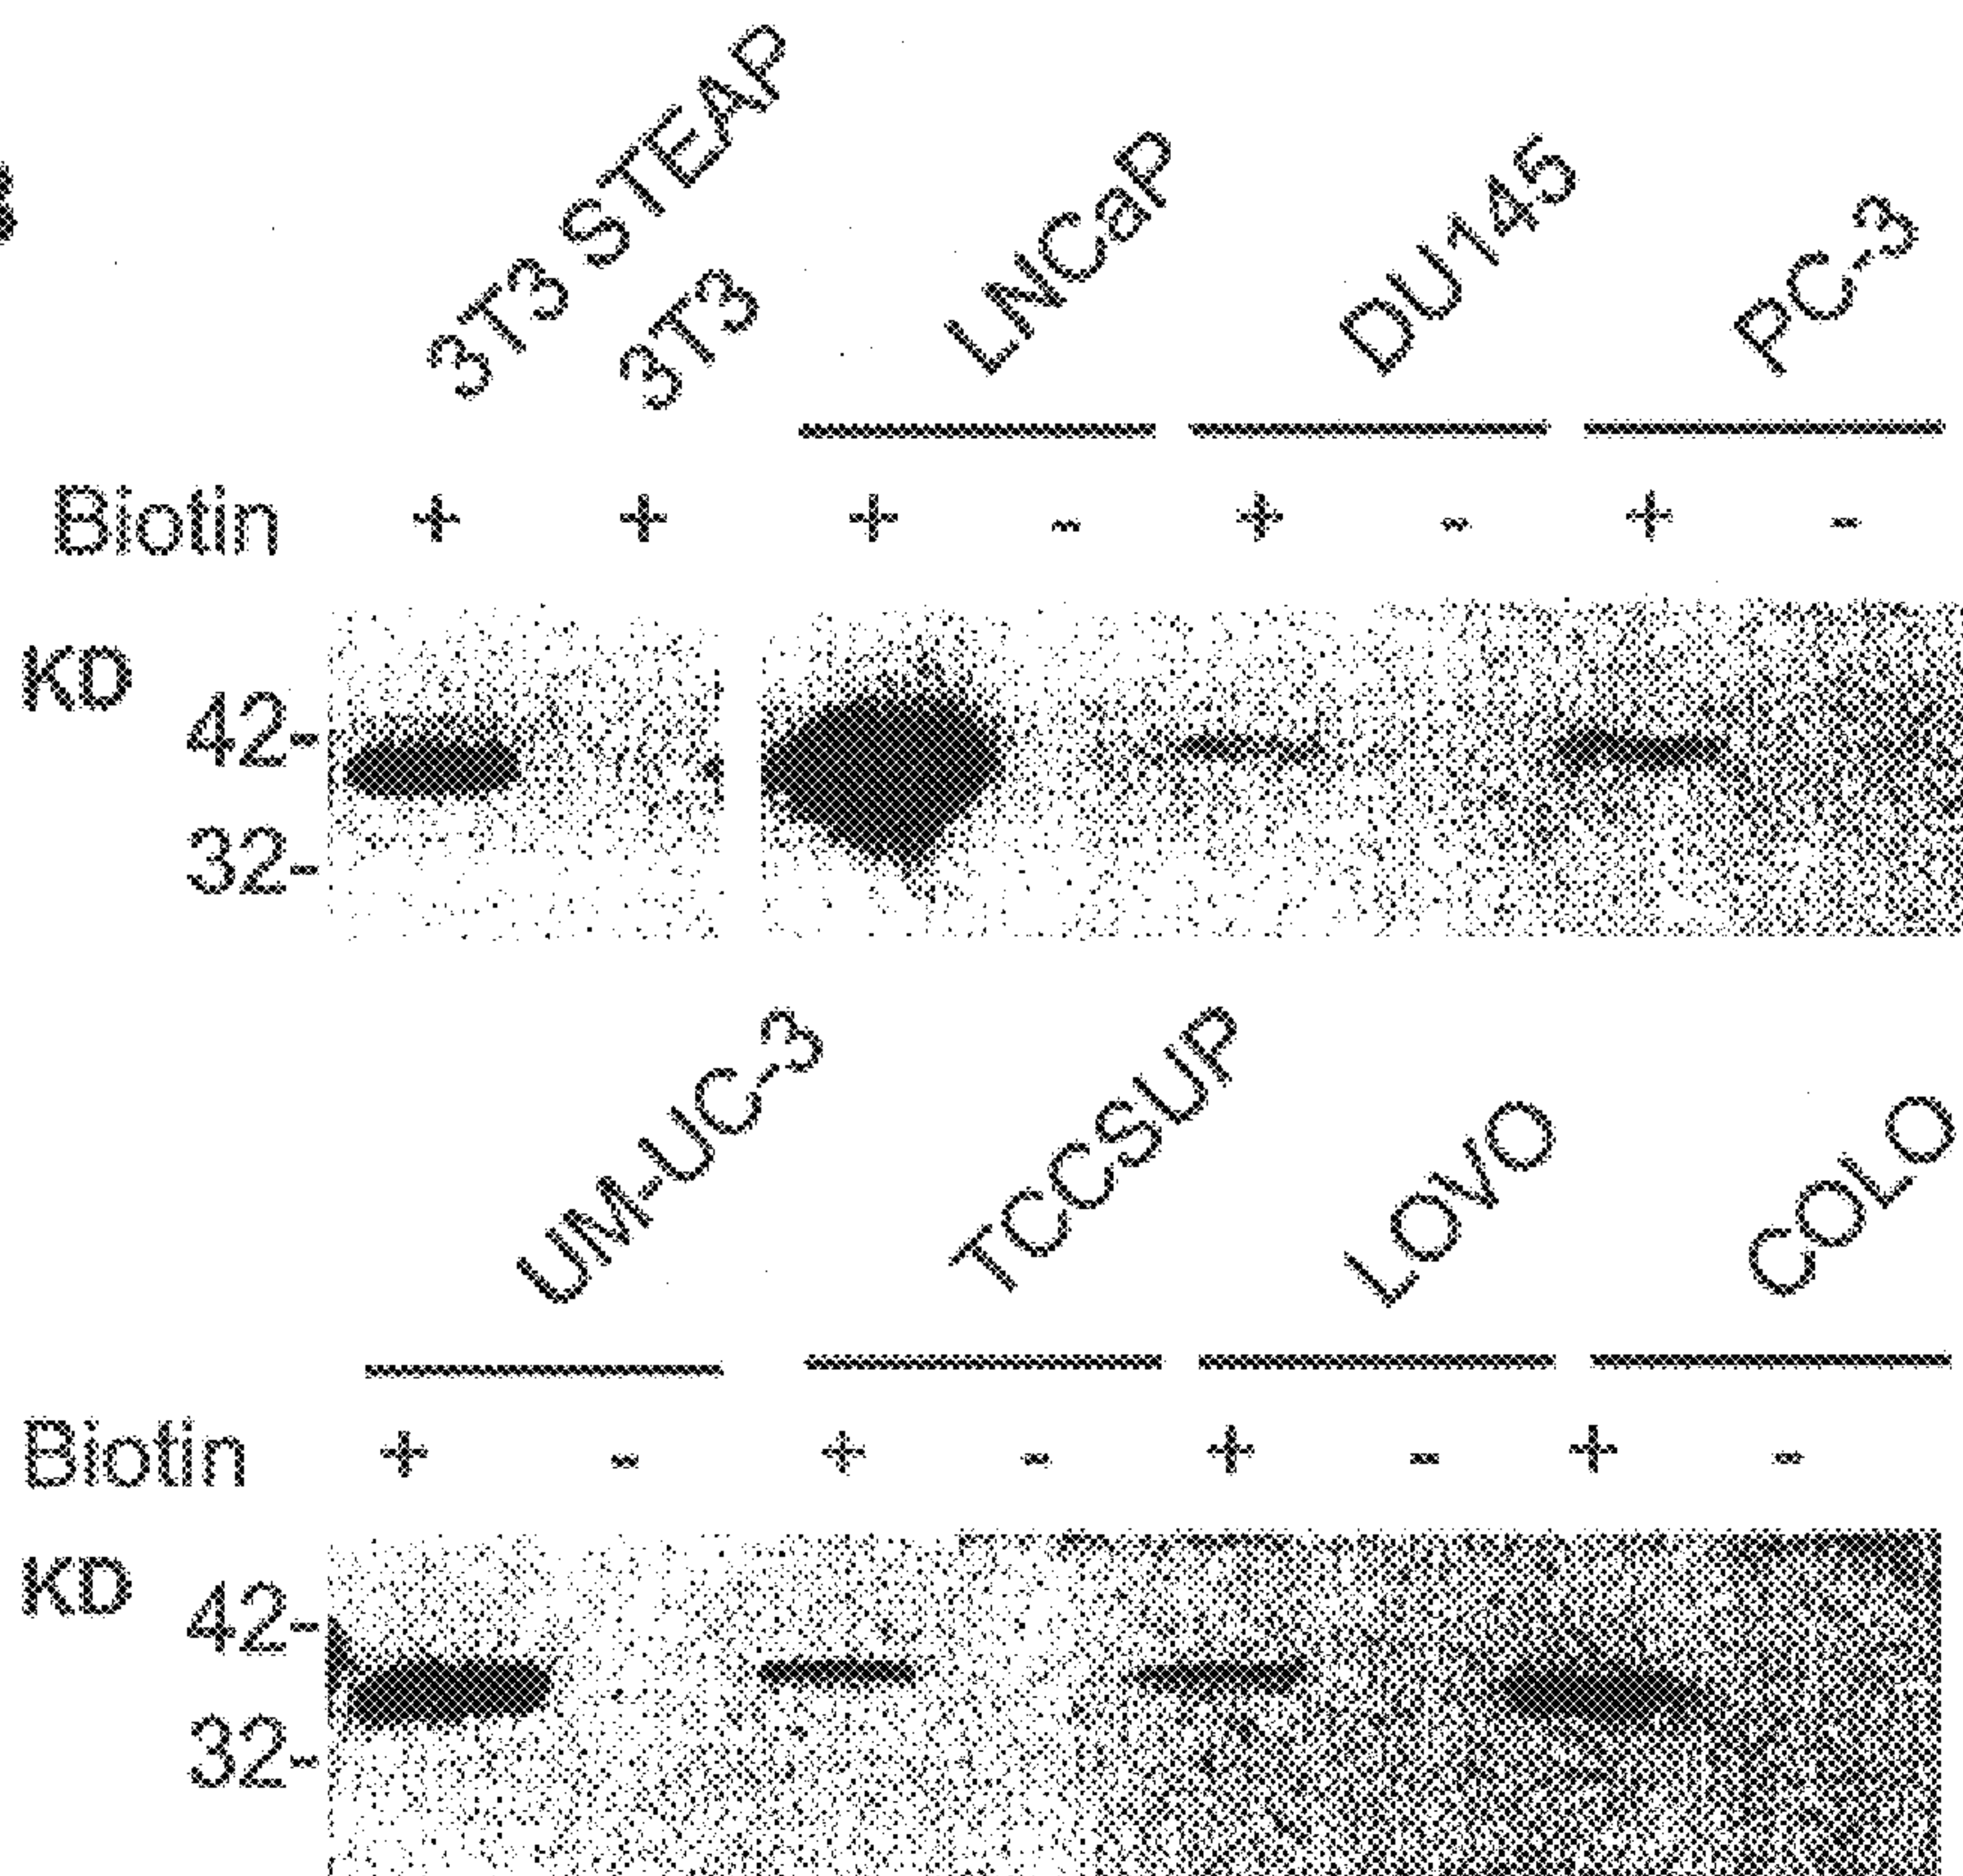 3T3 STEAP 3T3 LNCaP DU145 PC-3
Biotin + + + - + - + -
KD
42-
32-
UM-UC-3 TCCSUP LOVO COLO
Biotin + - + - + - + -
KD
42-
32-